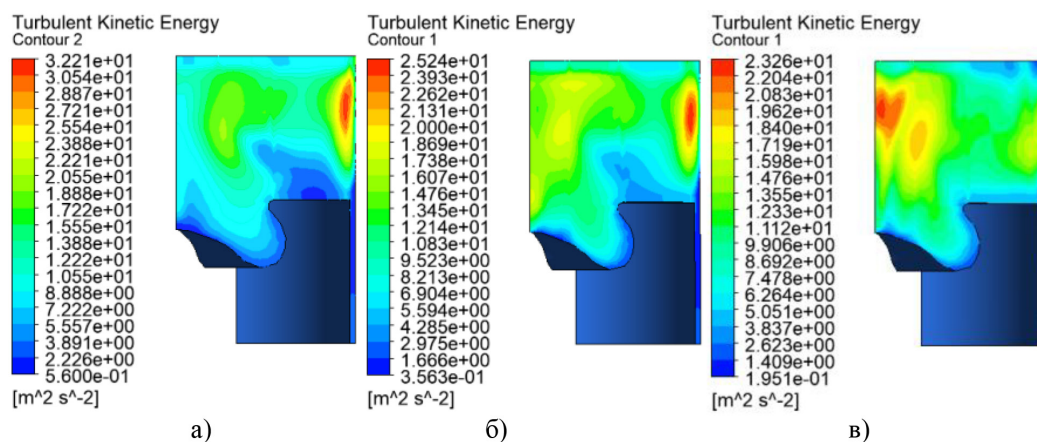 Turbulent Kinetic Energy
Contour 2
3.221e+01
3.054e+01
2.887e+01
2.721e+01
2.554e+01
2.388e+01
2.221e+01
2.055e+01
1.888e+01
1.722e+01
1.555e+01
1.388e+01
1.222e+01
1.055e+01
8.888e+00
7.222e+00
5.557e+00
3.891e+00
2.226e+00
5.600e-01
[m^2 s^-2]
а)
Turbulent Kinetic Energy
Contour 1
2.524e+01
2.393e+01
2.262e+01
2.131e+01
2.000e+01
1.869e+01
1.738e+01
1.607e+01
1.476e+01
1.345e+01
1.214e+01
1.083e+01
9.523e+00
8.213e+00
6.904e+00
5.594e+00
4.285e+00
2.975e+00
1.666e+00
3.563e-01
[m^2 s^-2]
б)
Turbulent Kinetic Energy
Contour 1
2.326e+01
2.204e+01
2.083e+01
1.962e+01
1.840e+01
1.719e+01
1.598e+01
1.476e+01
1.355e+01
1.233e+01
1.112e+01
9.906e+00
8.692e+00
7.478e+00
6.264e+00
5.051e+00
3.837e+00
2.623e+00
1.409e+00
1.951e-01
[m^2 s^-2]
в)